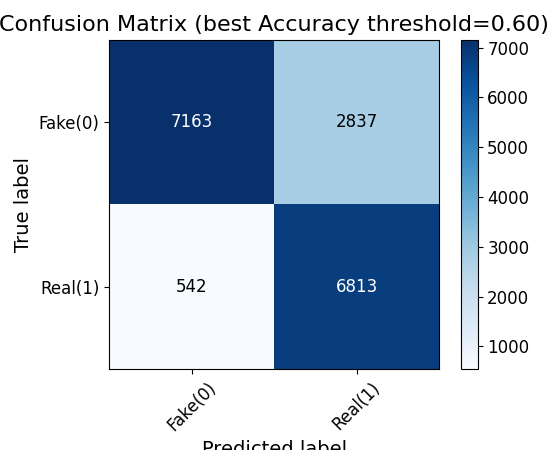 Confusion Matrix (best Accuracy threshold=0.60)
Fake(0)
7163
2837
Real(1)
542
6813
True label
Fake(0)
Real(1)
Predicted label
7000
6000
5000
4000
3000
2000
1000